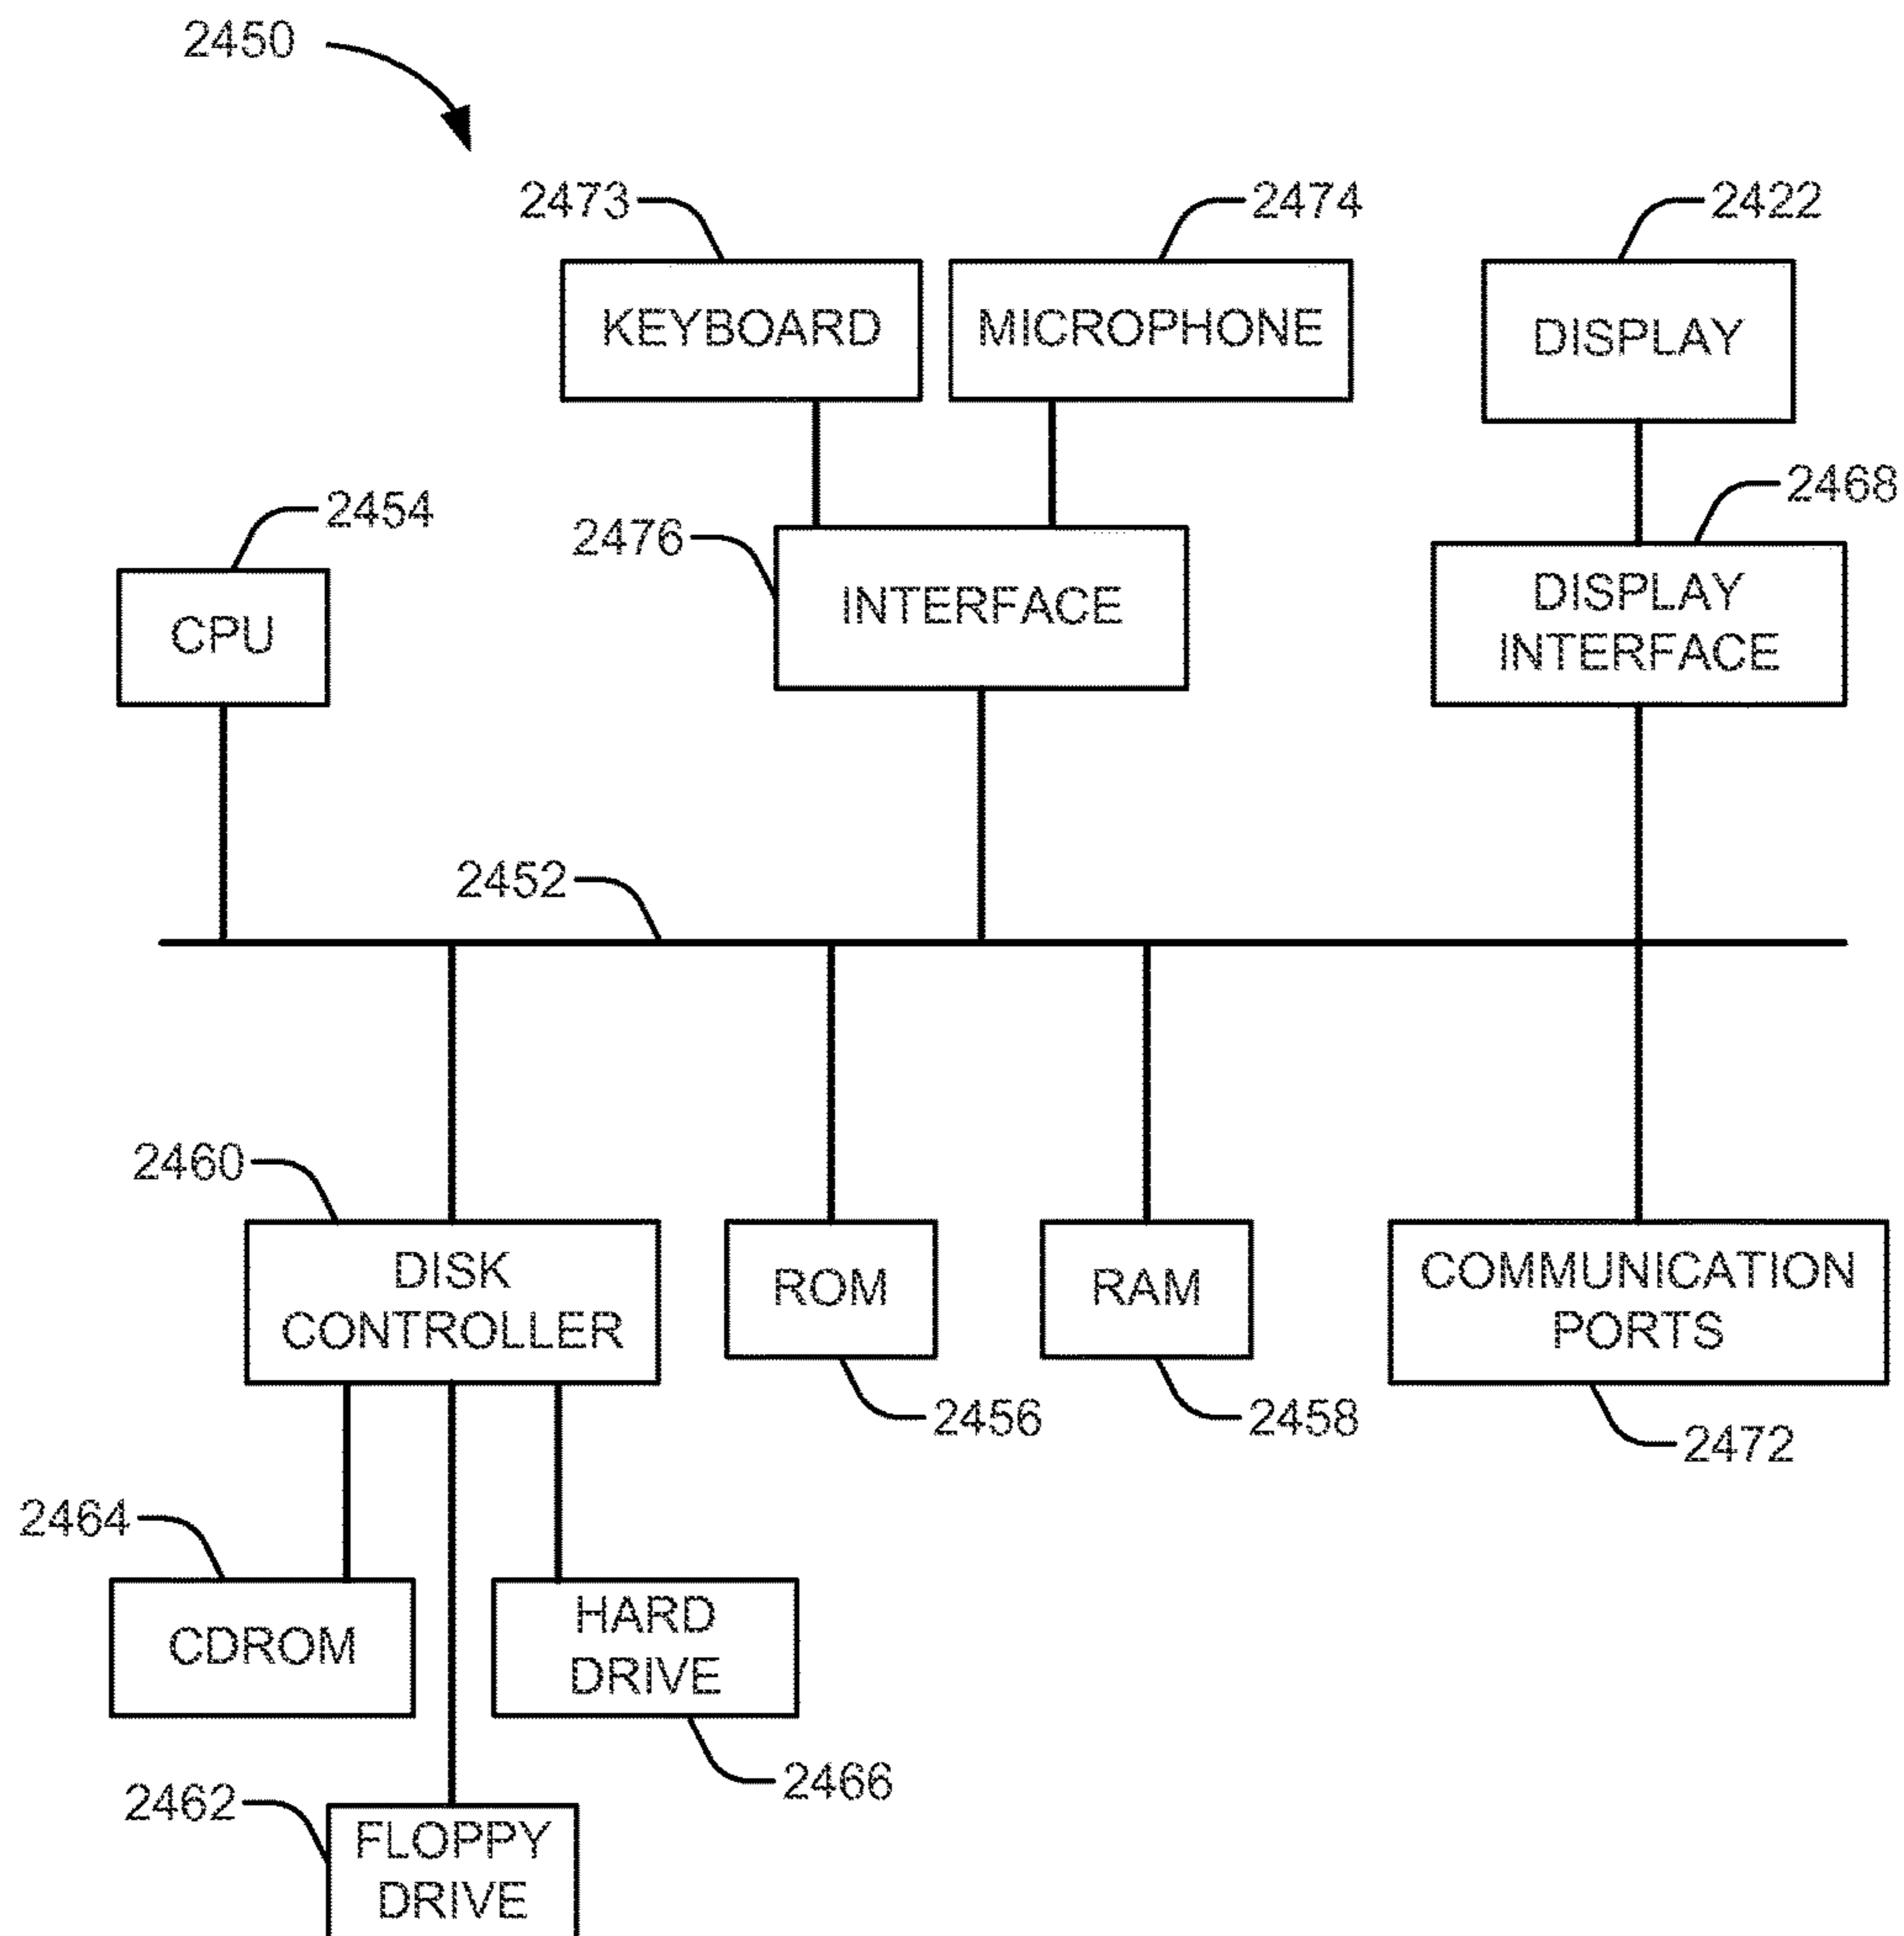 2450
2473
2474
2422
KEYBOARD
MICROPHONE
DISPLAY
2454
2476
2468
CPU
INTERFACE
DISPLAY
INTERFACE
2452
2460
DISK
CONTROLLER
ROM
RAM
COMMUNICATION
PORTS
2456
2458
2472
2464
CDROM
HARD
DRIVE
2466
2462
FLOPPY
DRIVE